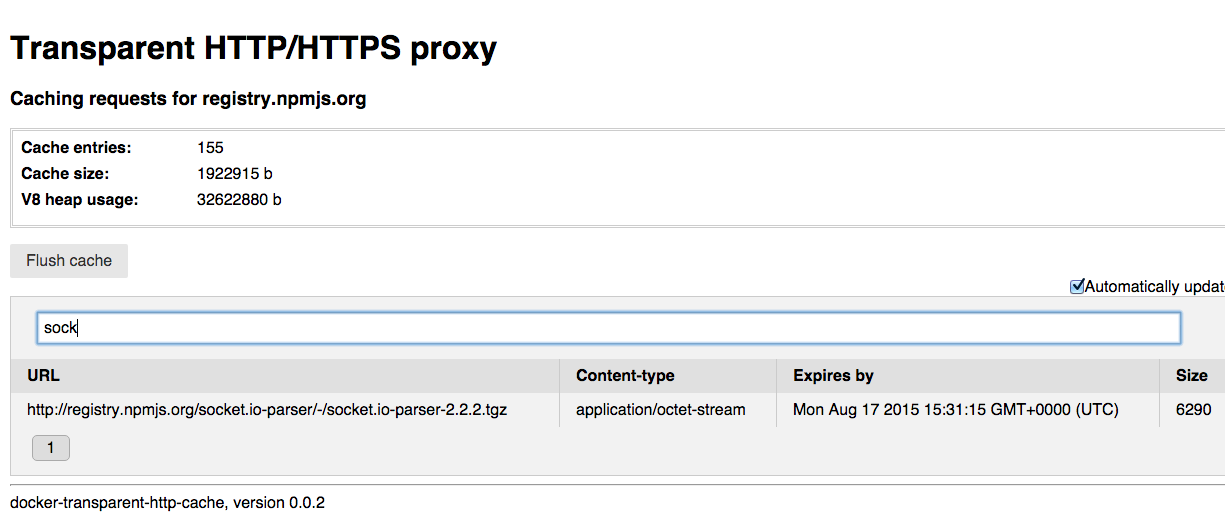 Transparent HTTP/HTTPS proxy
Caching requests for registry.npmjs.org
Cache entries: 155
Cache size: 1922915 b
V8 heap usage: 32622880 b
Flush cache
Automatically
sock
URL Content-type Expires by Size
http://registry.npmjs.org/socket.io-parser/-/socket.io-parser-2.2.2.tgz application/octet-stream Mon Aug 17 2015 15:31:15 GMT+0000 (UTC) 6290
1
docker-transparent-http-cache, version 0.0.2